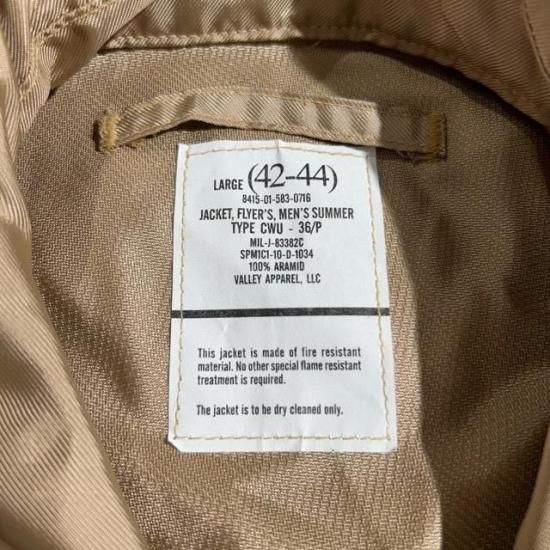 LARGE (42-44)
8415-01-583-0716
JACKET, FLYER'S, MEN'S SUMMER
TYPE CWU - 36/P
MIL-J-83382C
SPM1C1-10-D-1034
100% ARAMID
VALLEY APPAREL, LLC
This jacket is made of fire resistant
material. No other special flame resistant
treatment is required.
The jacket is to be dry cleaned only.